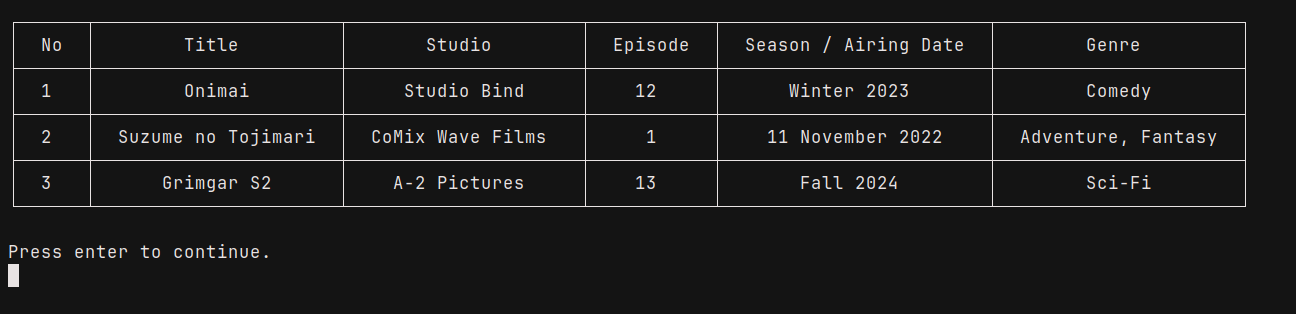 No Title Studio Episode Season / Airing Date Genre
1 Onimai Studio Bind 12 Winter 2023 Comedy
2 Suzume no Tojimari CoMix Wave Films 1 11 November 2022 Adventure, Fantasy
3 Grimgar S2 A-2 Pictures 13 Fall 2024 Sci-Fi
Press enter to continue.